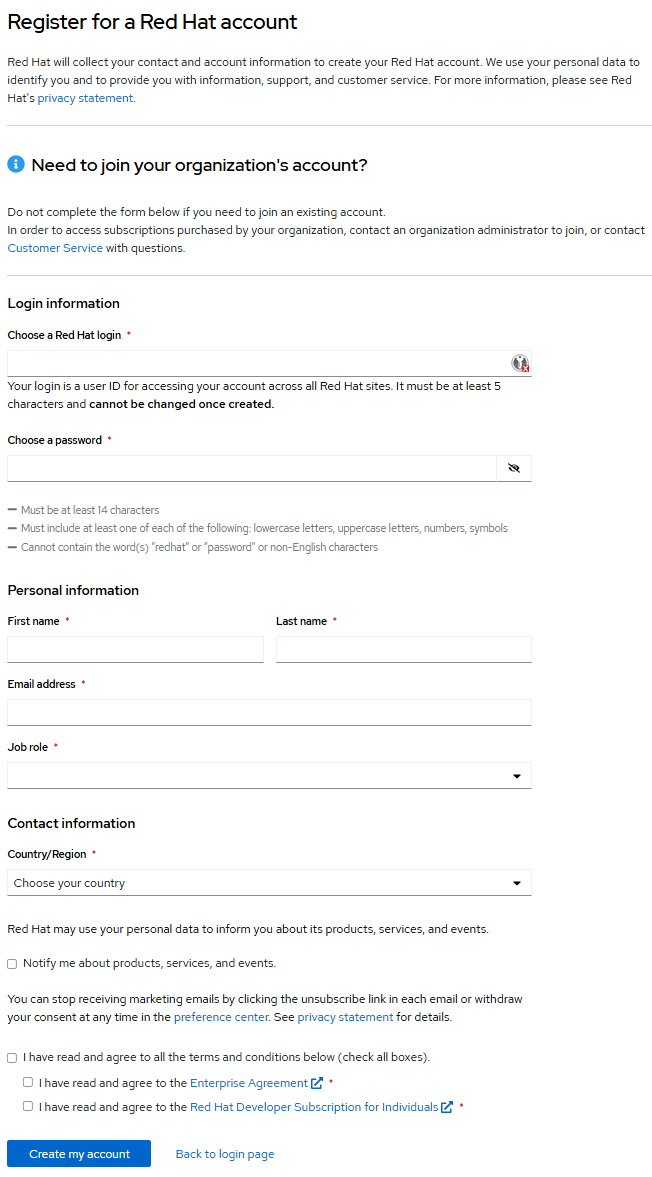 Register for a Red Hat account
Red Hat will collect your contact and account information to create your Red Hat account. We use your personal data to
identify you and to provide you with information, support, and customer service. For more information, please see Red
Hat's privacy statement.
Need to join your organization's account?
Do not complete the form below if you need to join an existing account.
In order to access subscriptions purchased by your organization, contact an organization administrator to join, or contact
Customer Service with questions.
Login information
Choose a Red Hat login *
Your login is a user ID for accessing your account across all Red Hat sites. It must be at least 5
characters and cannot be changed once created.
Choose a password *
Must be at least 14 characters
Must include at least one of each of the following: lowercase letters, uppercase letters, numbers, symbols
Cannot contain the word(s) "redhat" or "password" or non-English characters
Personal information
First name * Last name *
Email address *
Job role *
Contact information
Country/Region *
Choose your country
Red Hat may use your personal data to inform you about its products, services, and events.
Notify me about products, services, and events.
You can stop receiving marketing emails by clicking the unsubscribe link in each email or withdraw
your consent at any time in the preference center. See privacy statement for details.
I have read and agree to all the terms and conditions below (check all boxes).
I have read and agree to the Enterprise Agreement *
I have read and agree to the Red Hat Developer Subscription for Individuals *
Create my account Back to login page